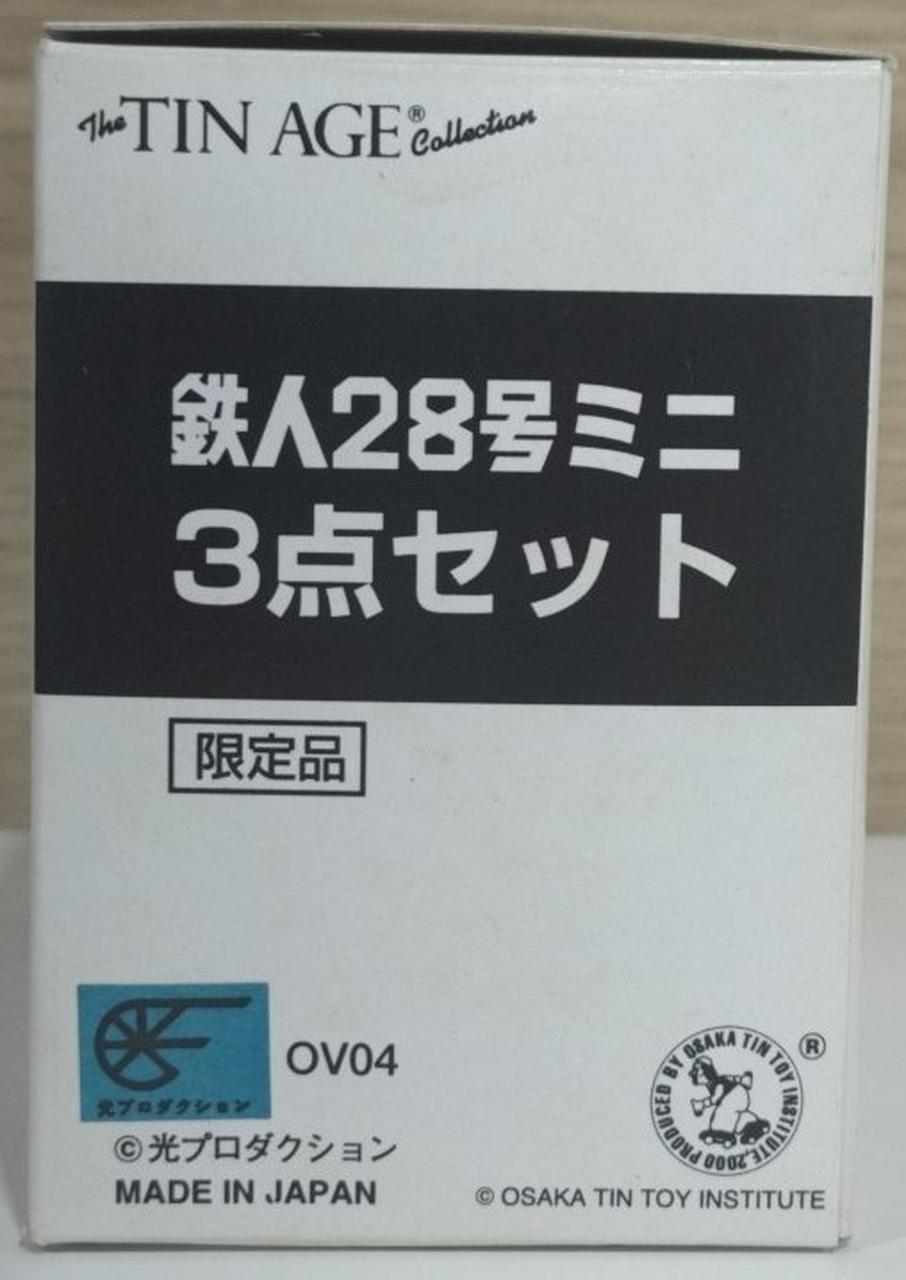 The TIN AGE® Collection
鉄人28号ミニ
3点セット
限定品
光プロダクション
OV04
©光プロダクション
MADE IN JAPAN
PRODUCED BY OSAKA TIN TOY INSTITUTE,2000
®
© OSAKA TIN TOY INSTITUTE